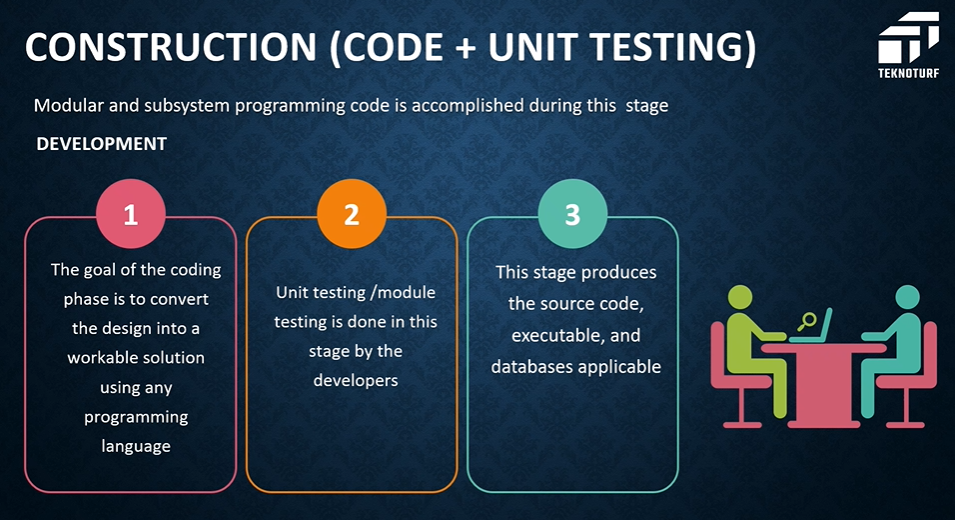 CONSTRUCTION (CODE + UNIT TESTING)
TEKNOTURF
Modular and subsystem programming code is accomplished during this stage
DEVELOPMENT
1
The goal of the coding
phase is to convert
the design into a
workable solution
using any
programming
language
2
Unit testing /module
testing is done in this
stage by the
developers
3
This stage produces
the source code,
executable, and
databases applicable